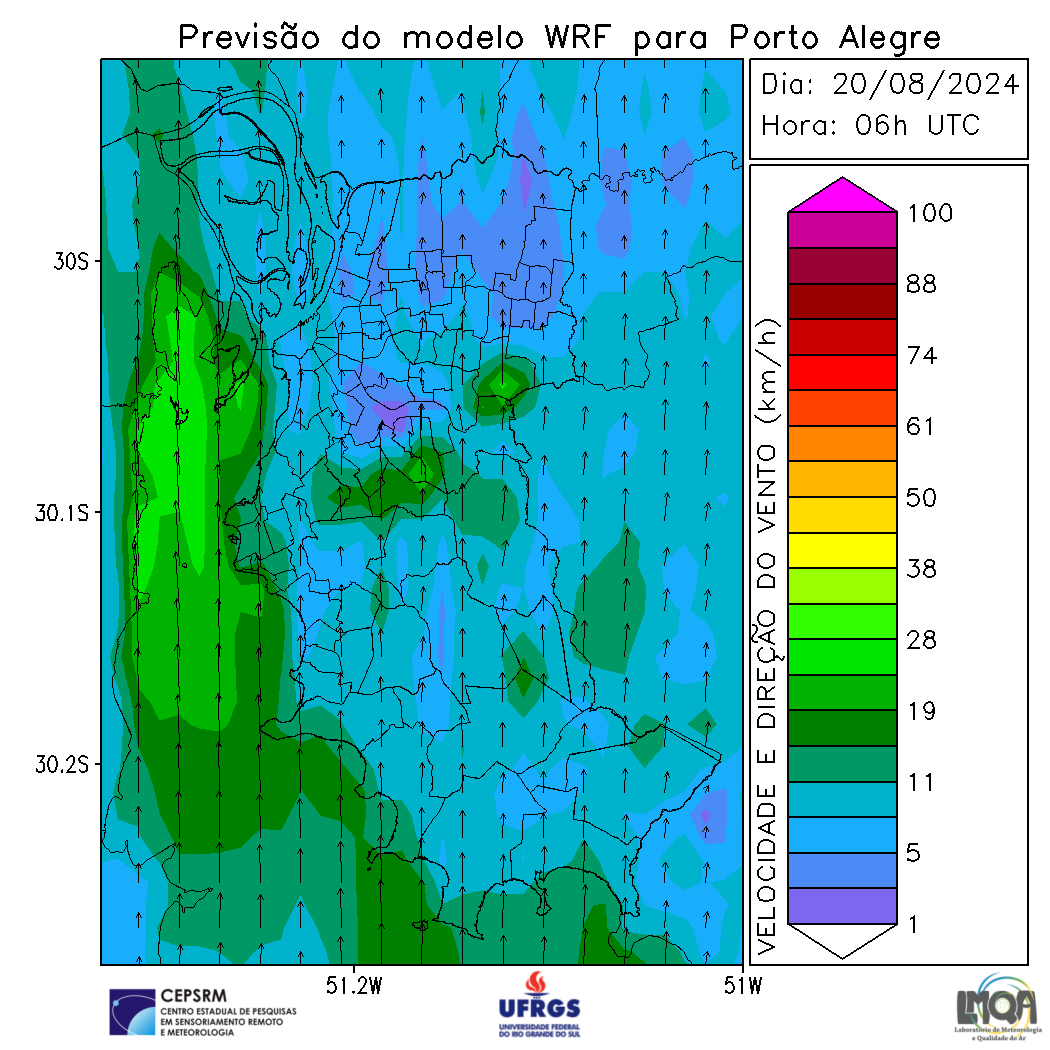 Previsão do modelo WRF para Porto Alegre
Dia: 20/08/2024
Hora: 06h UTC
30S
30.1S
30.2S
51.2W
51W
VELOCIDADE E DIREÇÃO DO VENTO (km/h)
100
88
74
61
50
38
28
19
11
5
1
CEPSRM
CENTRO ESTADUAL DE PESQUISAS
EM SENSORIAMENTO REMOTO
E METEOROLOGIA
UFRGS
UNIVERSIDADE FEDERAL
DO RIO GRANDE DO SUL
LMQA
Laboratório de Meteorologia
e Qualidade do Ar